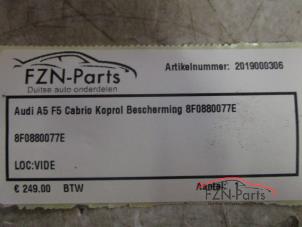 FZN-Parts
Duitse auto onderdelen
Artikelnummer: 2019000306
Audi A5 F5 Cabrio Koprol Bescherming 8F0880077E
8F0880077E
LOC:VIDE
€ 249.00 BTW
Aantal:
FZN-Parts